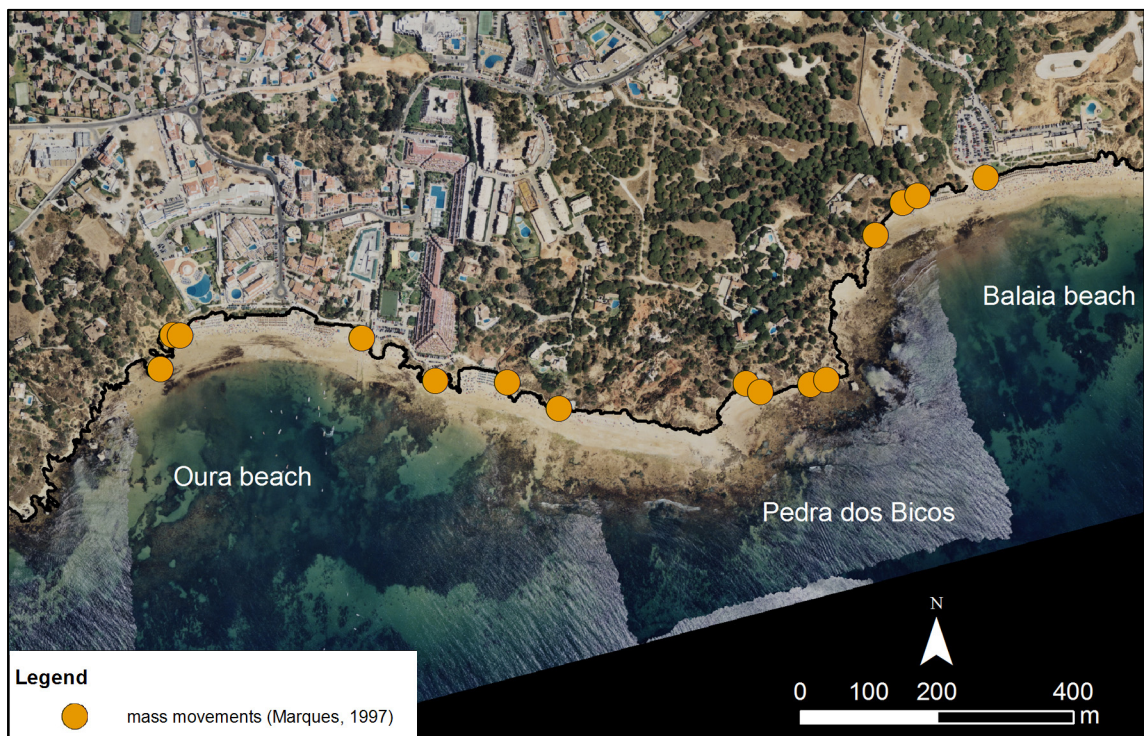 Balaia beach
Oura beach
Pedra dos Bicos
N
Legend
mass movements (Marques, 1997)
0 100 200 400
m